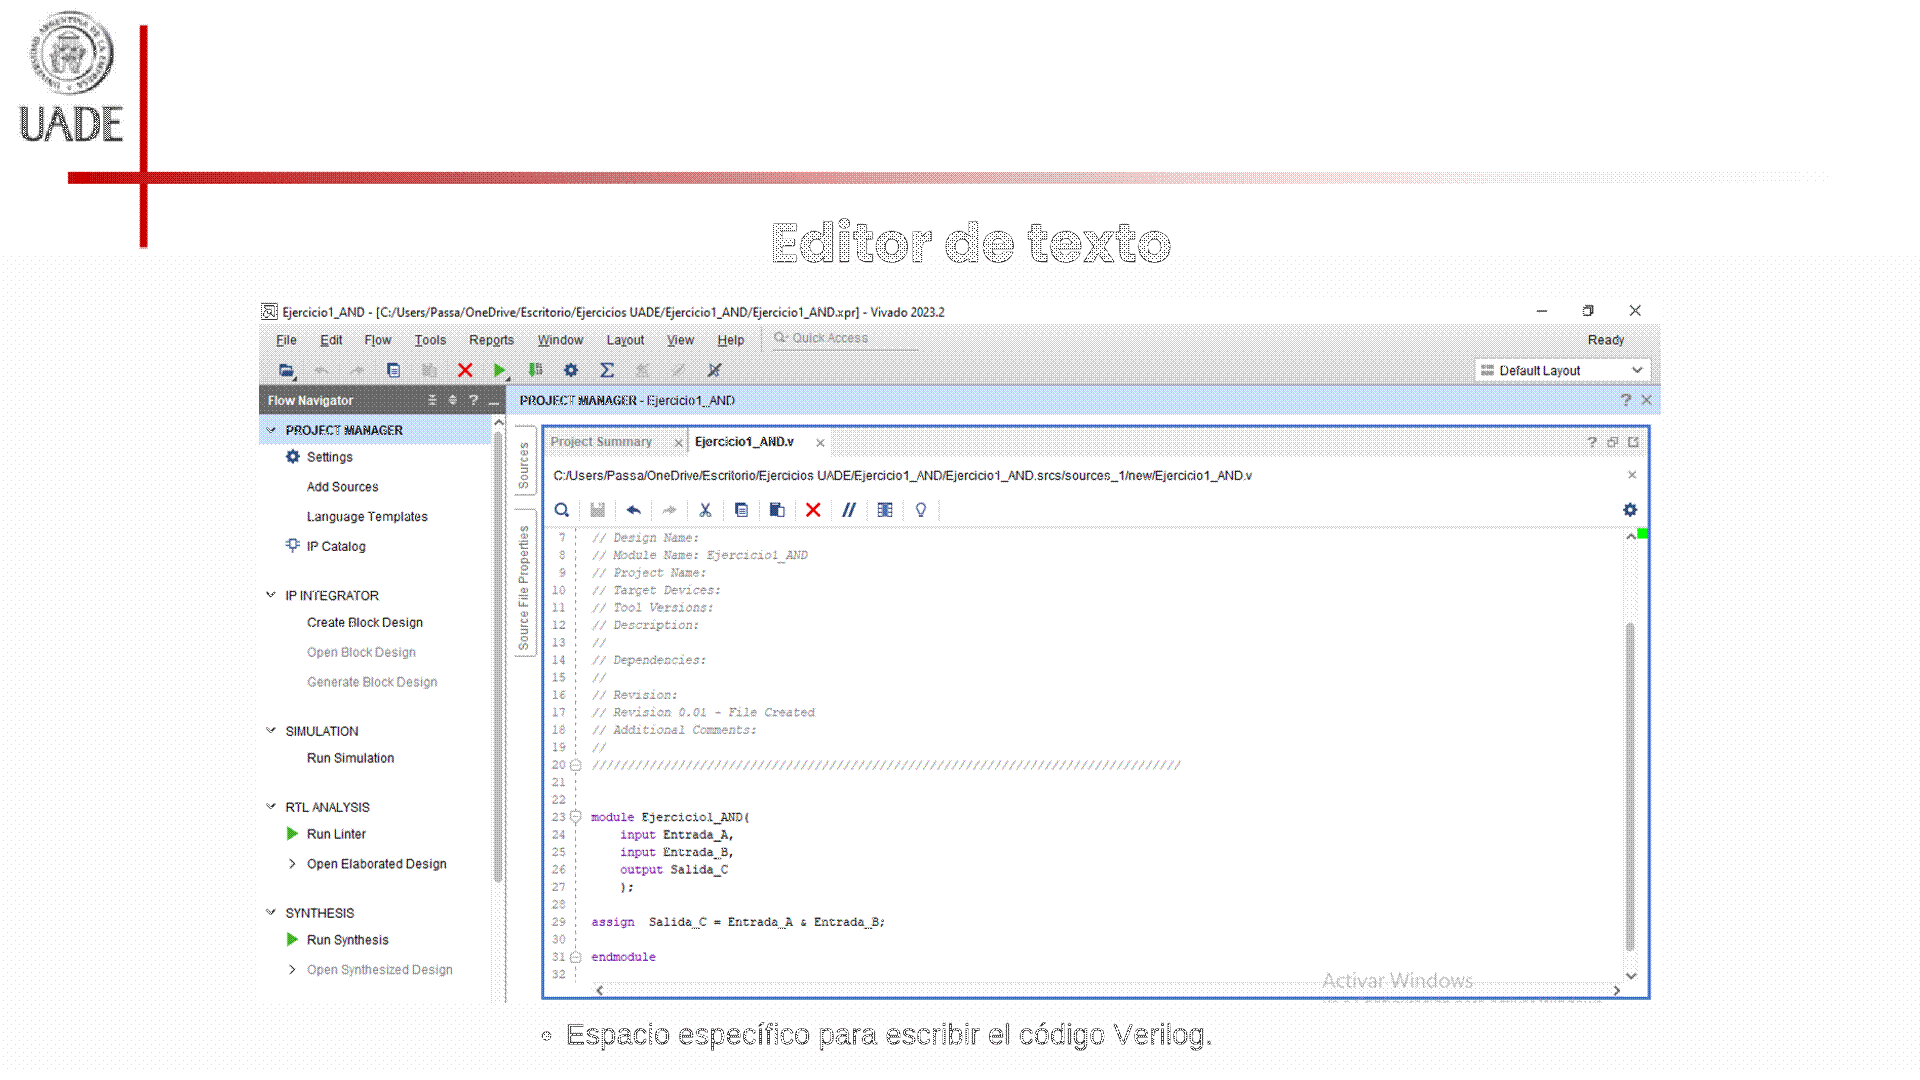 UNIVERSIDAD ARGENTINA DE LA EMPRESA
UADE
Editor de texto
Ejercicio1_AND - [C:/Users/Passa/OneDrive/Escritorio/Ejercicios UADE/Ejercicio1_AND/Ejercicio1_AND.xpr] - Vivado 2023.2
File Edit Flow Tools Reports Window Layout View Help Quick Access Ready
Default Layout
Flow Navigator
PROJECT MANAGER
Settings
Add Sources
Language Templates
IP Catalog
IP INTEGRATOR
Create Block Design
Open Block Design
Generate Block Design
SIMULATION
Run Simulation
RTL ANALYSIS
Run Linter
Open Elaborated Design
SYNTHESIS
Run Synthesis
Open Synthesized Design
PROJECT MANAGER - Ejercicio1_AND
Sources
Source File Properties
Project Summary
Ejercicio1_AND.v
C:/Users/Passa/OneDrive/Escritorio/Ejercicios UADE/Ejercicio1_AND/Ejercicio1_AND.srcs/sources_1/new/Ejercicio1_AND.v
7 // Design Name:
8 // Module Name: Ejercicio1_AND
9 // Project Name:
10 // Target Devices:
11 // Tool Versions:
12 // Description:
13 //
14 // Dependencies:
15 //
16 // Revision:
17 // Revision 0.01 - File Created
18 // Additional Comments:
19 //
20 //////////////////////////////////////////////////////////////////////////////////
21
22
23 module Ejercicio1_AND(
24 input Entrada_A,
25 input Entrada_B,
26 output Salida_C
27 );
28
29 assign  Salida_C = Entrada_A & Entrada_B;
30
31 endmodule
32
Activar Windows
Espacio específico para escribir el código Verilog.